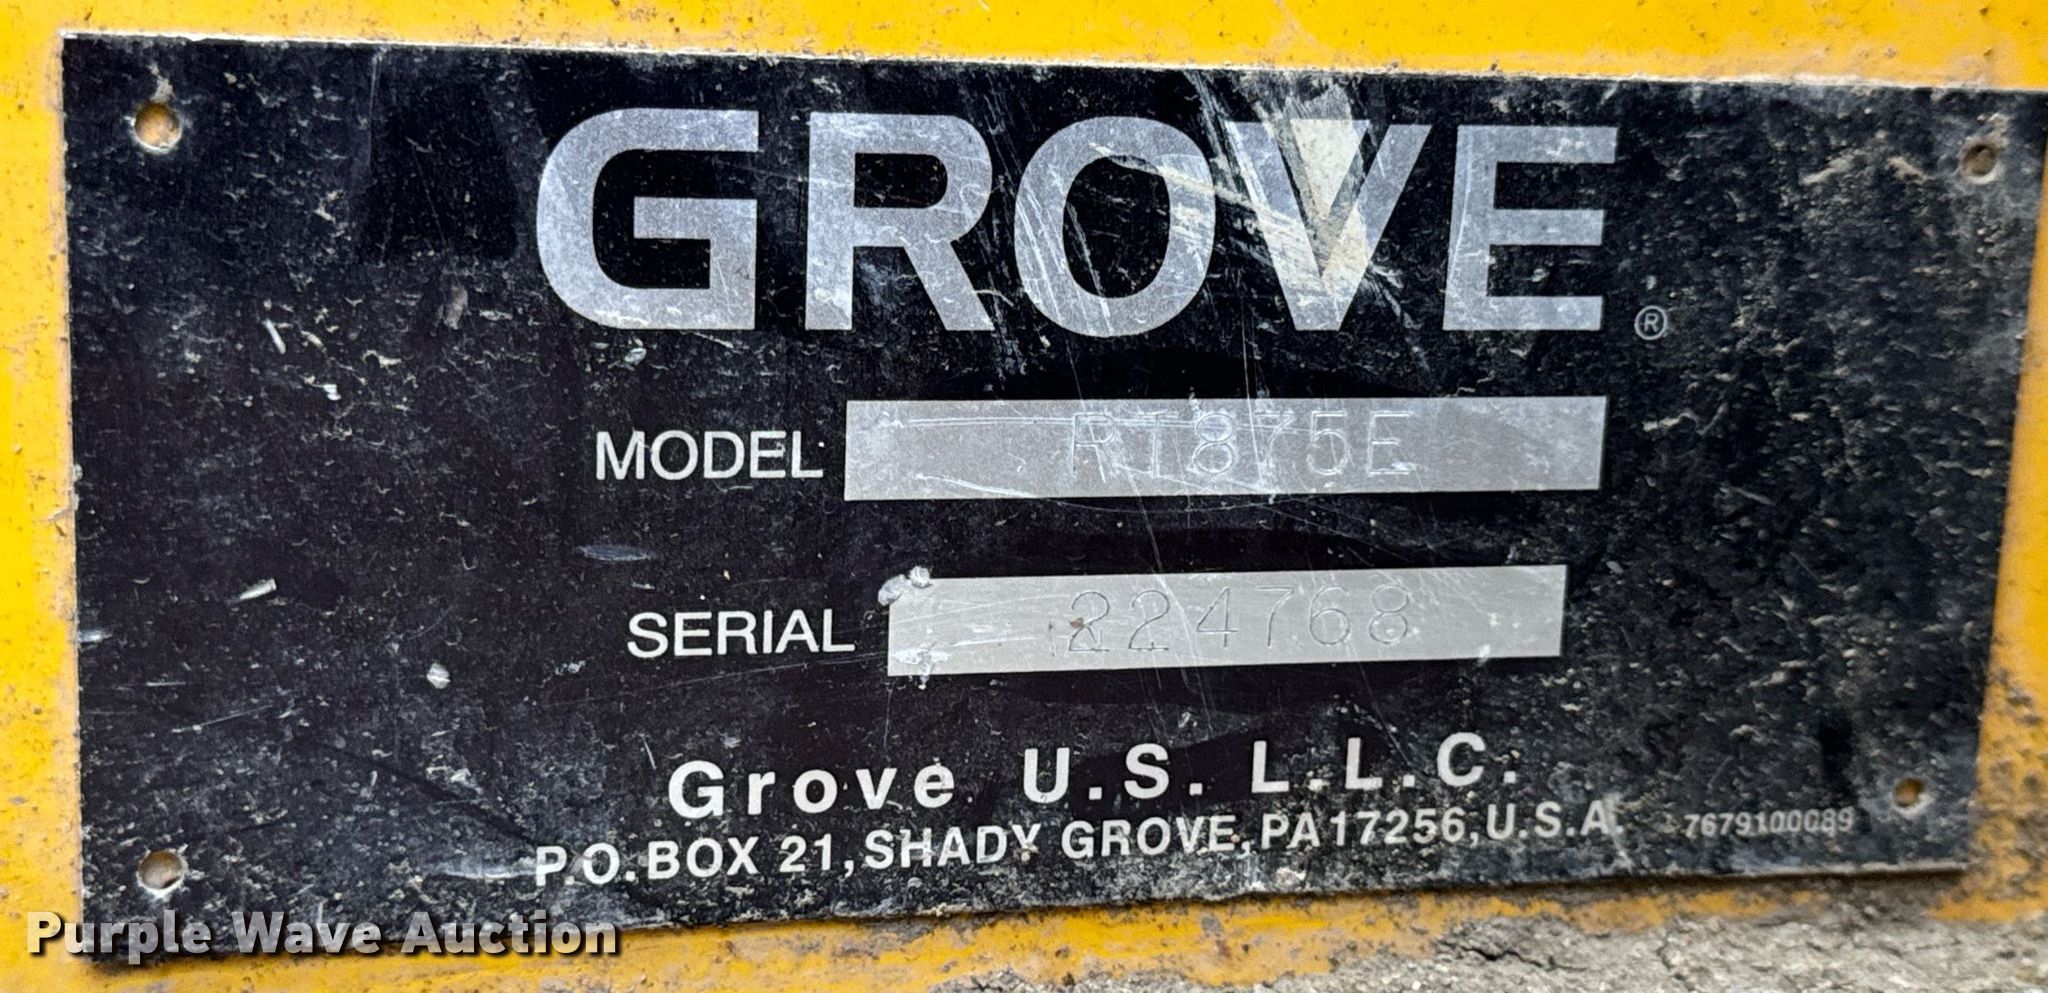 GROVE®
MODEL RT875E
SERIAL 224768
Grove U.S. L.L.C.
P.O. BOX 21, SHADY GROVE, PA 17256, U.S.A.
7679100089
Purple Wave Auction